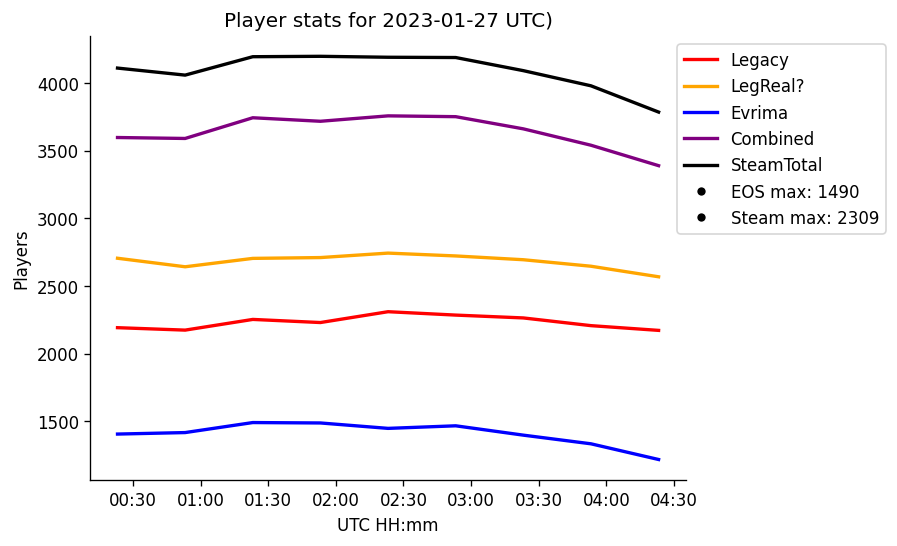 Player stats for 2023-01-27 UTC)
Legacy
LegReal?
Evrima
Combined
SteamTotal
EOS max: 1490
Steam max: 2309
Players
4000
3500
3000
2500
2000
1500
00:30 01:00 01:30 02:00 02:30 03:00 03:30 04:00 04:30
UTC HH:mm